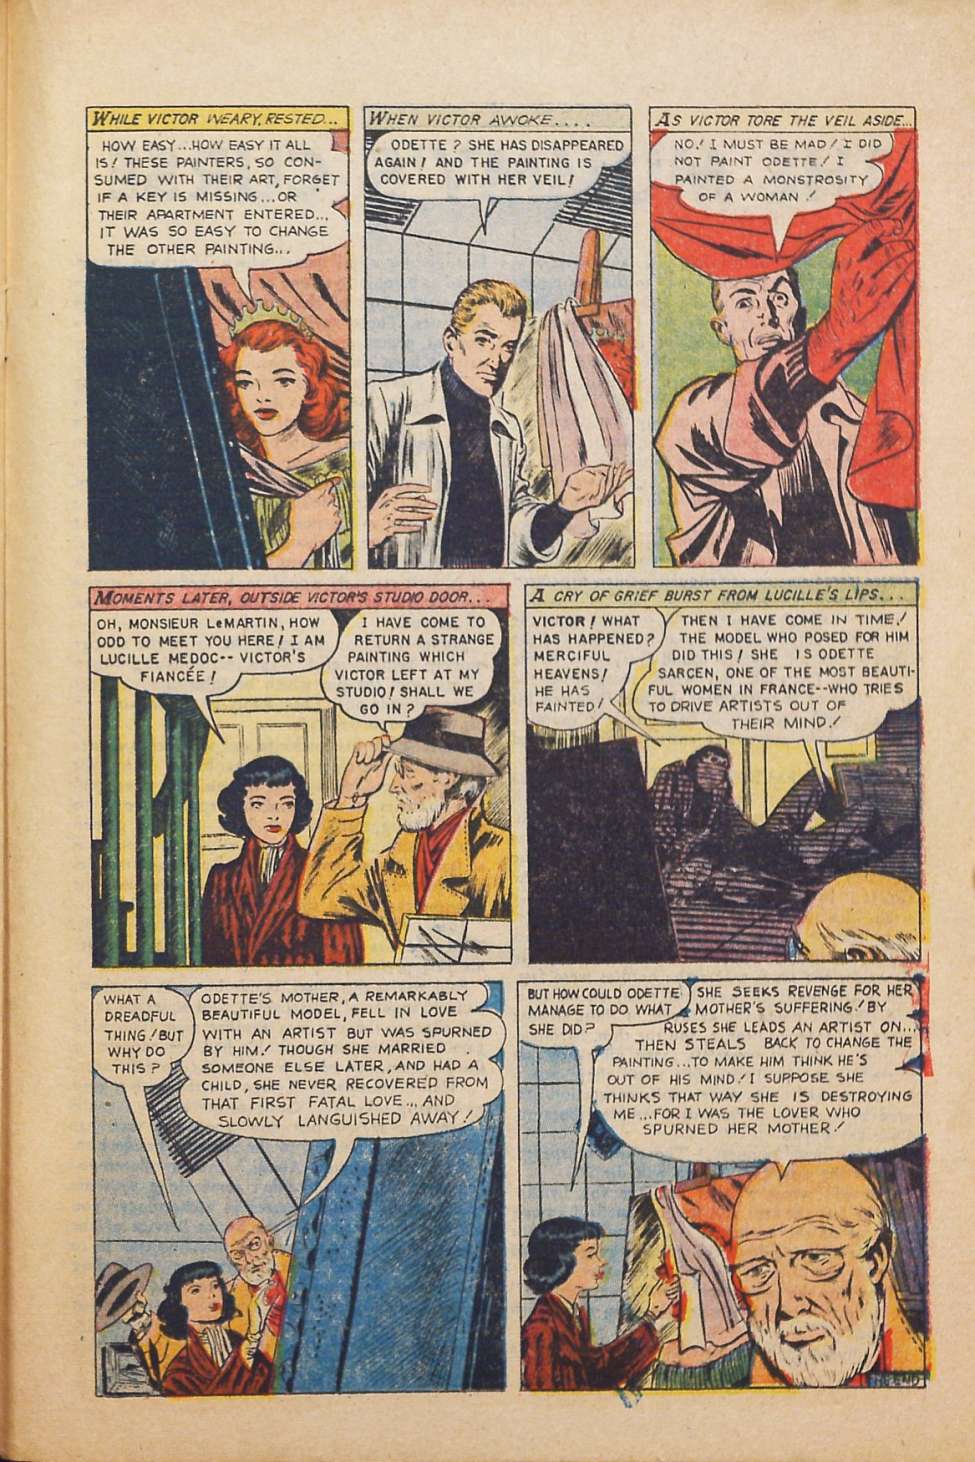 WHILE VICTOR WEARY, RESTED...
HOW EASY...HOW EASY IT ALL
IS! THESE PAINTERS, SO CON-
SUMED WITH THEIR ART, FORGET
IF A KEY IS MISSING...OR
THEIR APARTMENT ENTERED...
IT WAS SO EASY TO CHANGE
THE OTHER PAINTING...
WHEN VICTOR AWOKE....
ODETTE? SHE HAS DISAPPEARED
AGAIN! AND THE PAINTING IS
COVERED WITH HER VEIL!
AS VICTOR TORE THE VEIL ASIDE...
NO! I MUST BE MAD! I DID
NOT PAINT ODETTE! I
PAINTED A MONSTROSITY
OF A WOMAN!
MOMENTS LATER, OUTSIDE VICTOR'S STUDIO DOOR...
OH, MONSIEUR LeMARTIN, HOW
ODD TO MEET YOU HERE! I AM
LUCILLE MEDOC-- VICTOR'S
FIANCÉE!
I HAVE COME TO
RETURN A STRANGE
PAINTING WHICH
VICTOR LEFT AT MY
STUDIO! SHALL WE
GO IN?
A CRY OF GRIEF BURST FROM LUCILLE'S LIPS...
VICTOR! WHAT
HAS HAPPENED?
MERCIFUL
HEAVENS!
HE HAS
FAINTED!
THEN I HAVE COME IN TIME!
THE MODEL WHO POSED FOR HIM
DID THIS! SHE IS ODETTE
SARCEN, ONE OF THE MOST BEAUTI-
FUL WOMEN IN FRANCE--WHO TRIES
TO DRIVE ARTISTS OUT OF
THEIR MIND!
WHAT A
DREADFUL
THING! BUT
WHY DO
THIS?
ODETTE'S MOTHER, A REMARKABLY
BEAUTIFUL MODEL, FELL IN LOVE
WITH AN ARTIST BUT WAS SPURNED
BY HIM! THOUGH SHE MARRIED
SOMEONE ELSE LATER, AND HAD A
CHILD, SHE NEVER RECOVERED FROM
THAT FIRST FATAL LOVE... AND
SLOWLY LANGUISHED AWAY!
BUT HOW COULD ODETTE
MANAGE TO DO WHAT
SHE DID?
SHE SEEKS REVENGE FOR HER
MOTHER'S SUFFERING! BY
RUSES SHE LEADS AN ARTIST ON...
THEN STEALS BACK TO CHANGE THE
PAINTING...TO MAKE HIM THINK HE'S
OUT OF HIS MIND! I SUPPOSE SHE
THINKS THAT WAY SHE IS DESTROYING
ME...FOR I WAS THE LOVER WHO
SPURNED HER MOTHER!
THE END